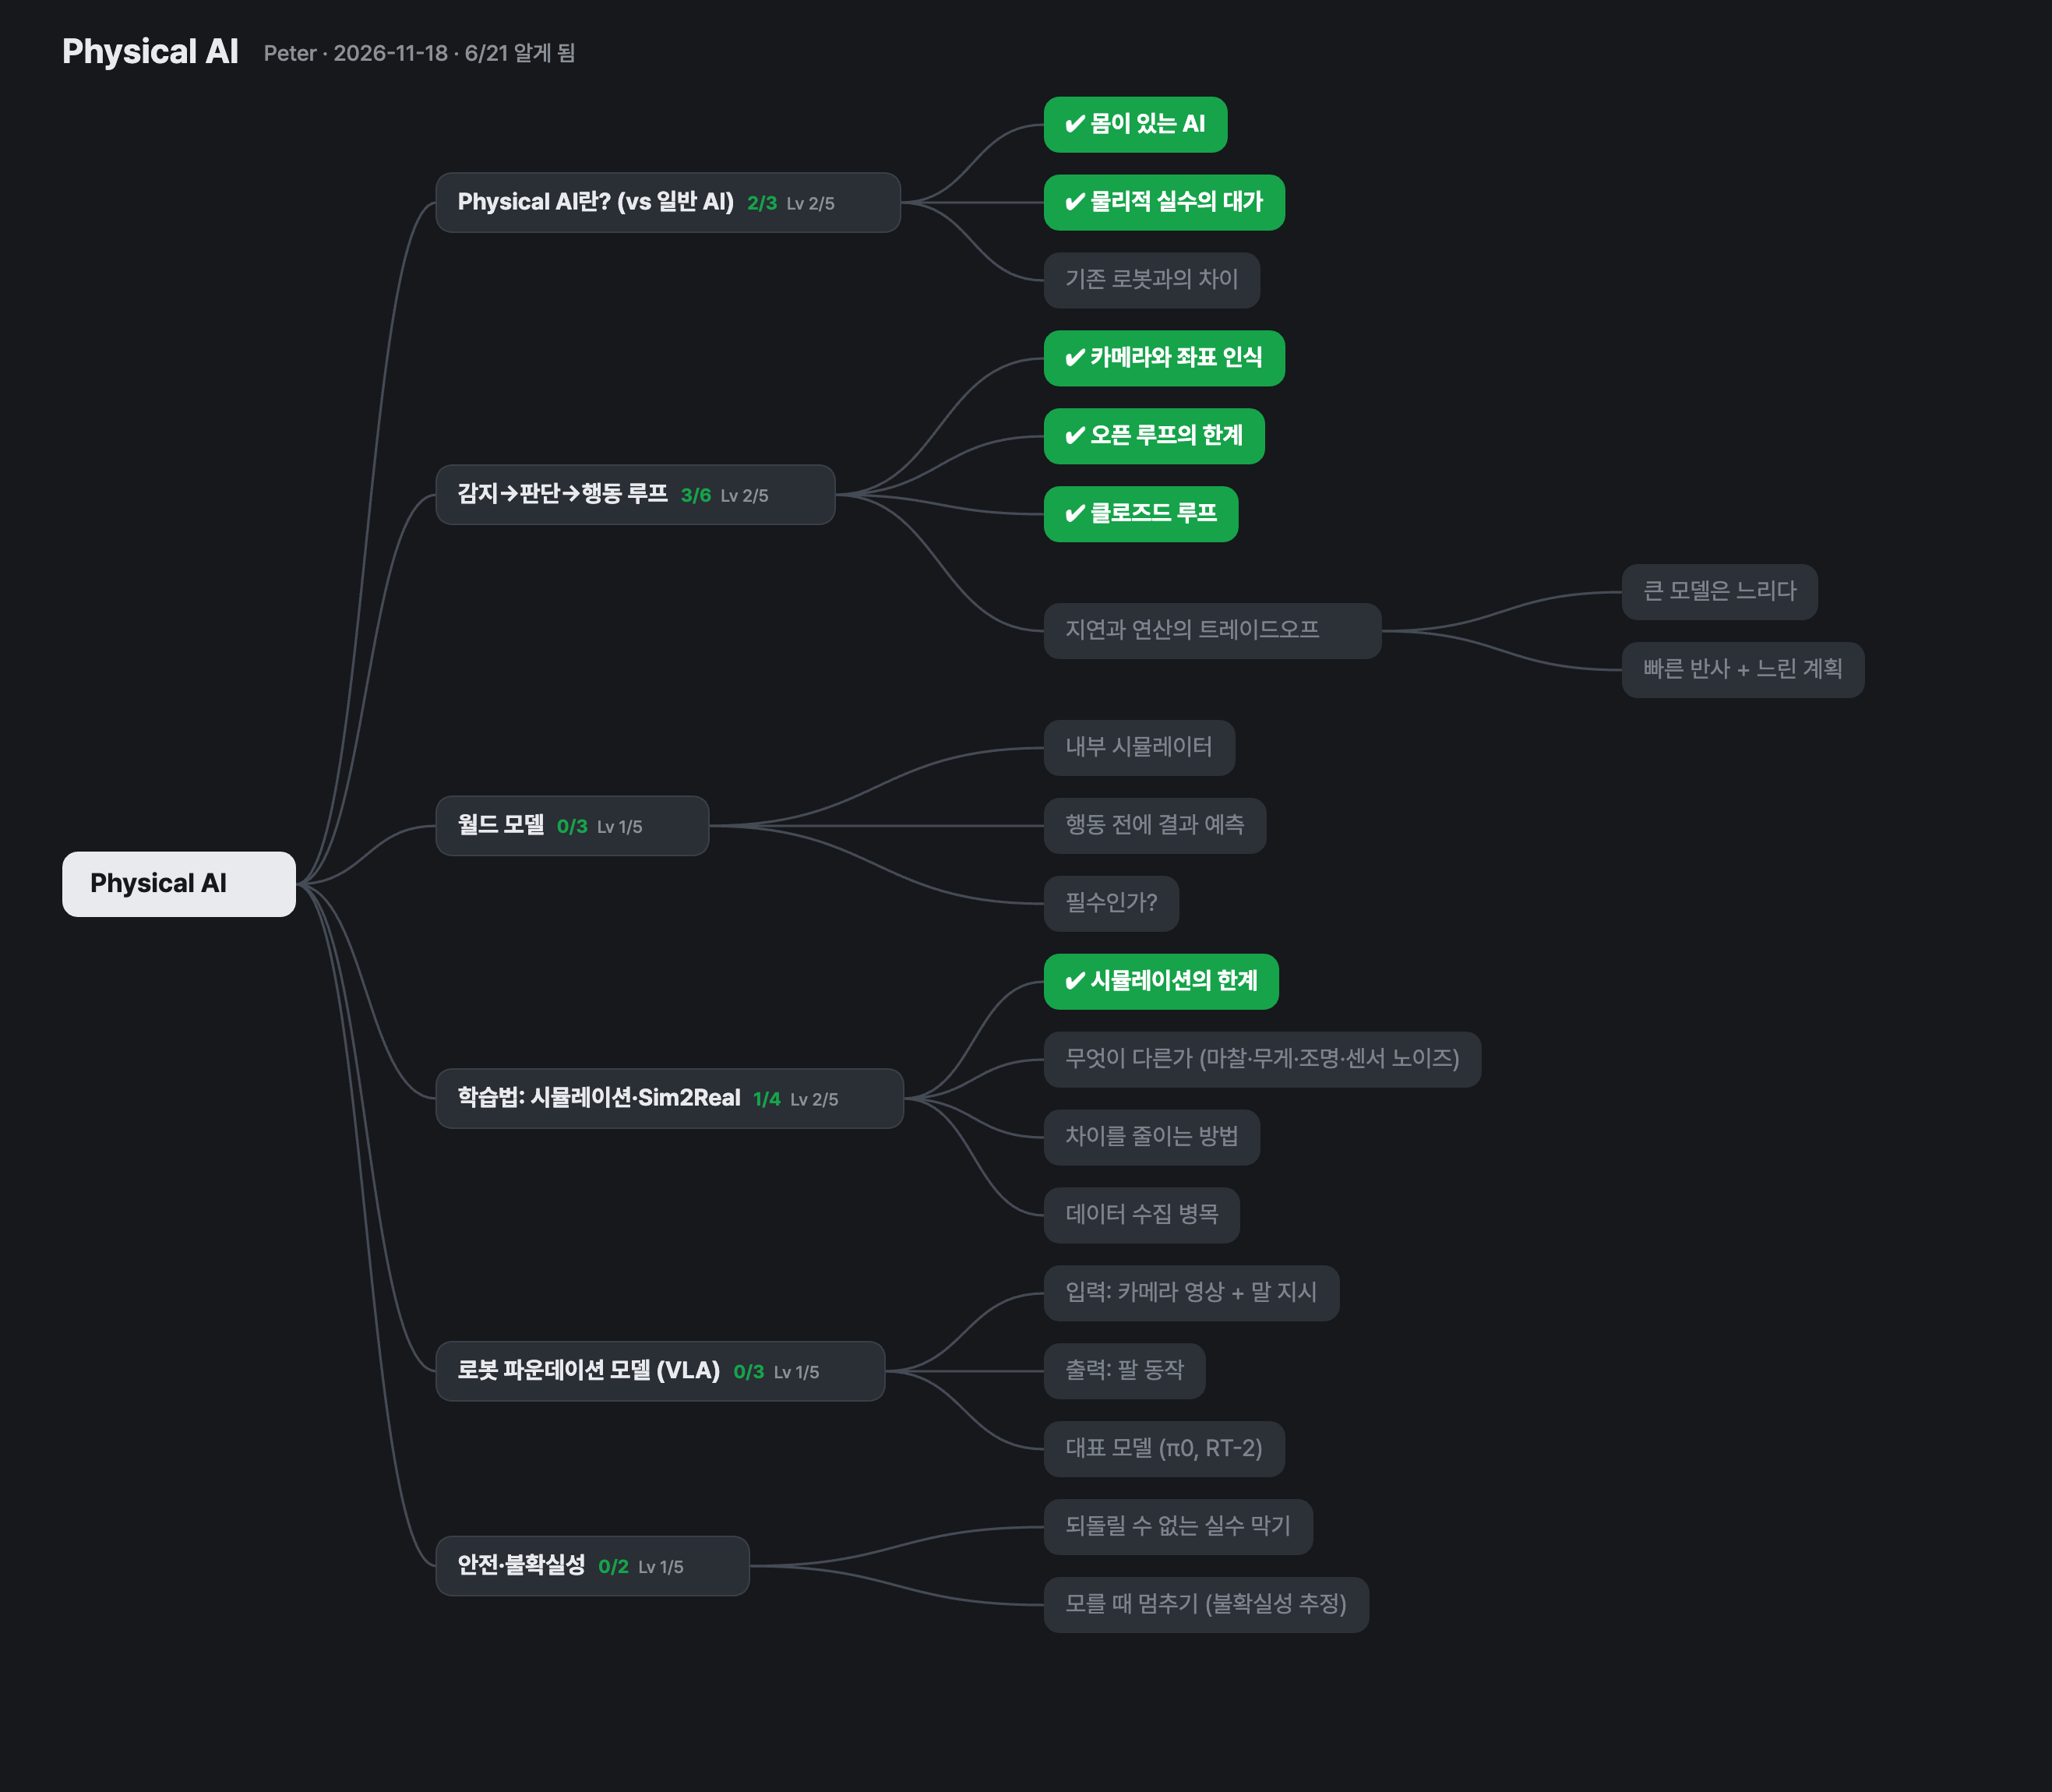 Physical AI Peter · 2026-11-18 · 6/21 알게 됨
✔ 몸이 있는 AI
Physical AI란? (vs 일반 AI) 2/3 Lv 2/5
✔ 물리적 실수의 대가
기존 로봇과의 차이
✔ 카메라와 좌표 인식
✔ 오픈 루프의 한계
감지→판단→행동 루프 3/6 Lv 2/5
✔ 클로즈드 루프
큰 모델은 느리다
지연과 연산의 트레이드오프
빠른 반사 + 느린 계획
내부 시뮬레이터
월드 모델 0/3 Lv 1/5
행동 전에 결과 예측
Physical AI
필수인가?
✔ 시뮬레이션의 한계
무엇이 다른가 (마찰·무게·조명·센서 노이즈)
학습법: 시뮬레이션·Sim2Real 1/4 Lv 2/5
차이를 줄이는 방법
데이터 수집 병목
입력: 카메라 영상 + 말 지시
로봇 파운데이션 모델 (VLA) 0/3 Lv 1/5
출력: 팔 동작
대표 모델 (π0, RT-2)
되돌릴 수 없는 실수 막기
안전·불확실성 0/2 Lv 1/5
모를 때 멈추기 (불확실성 추정)